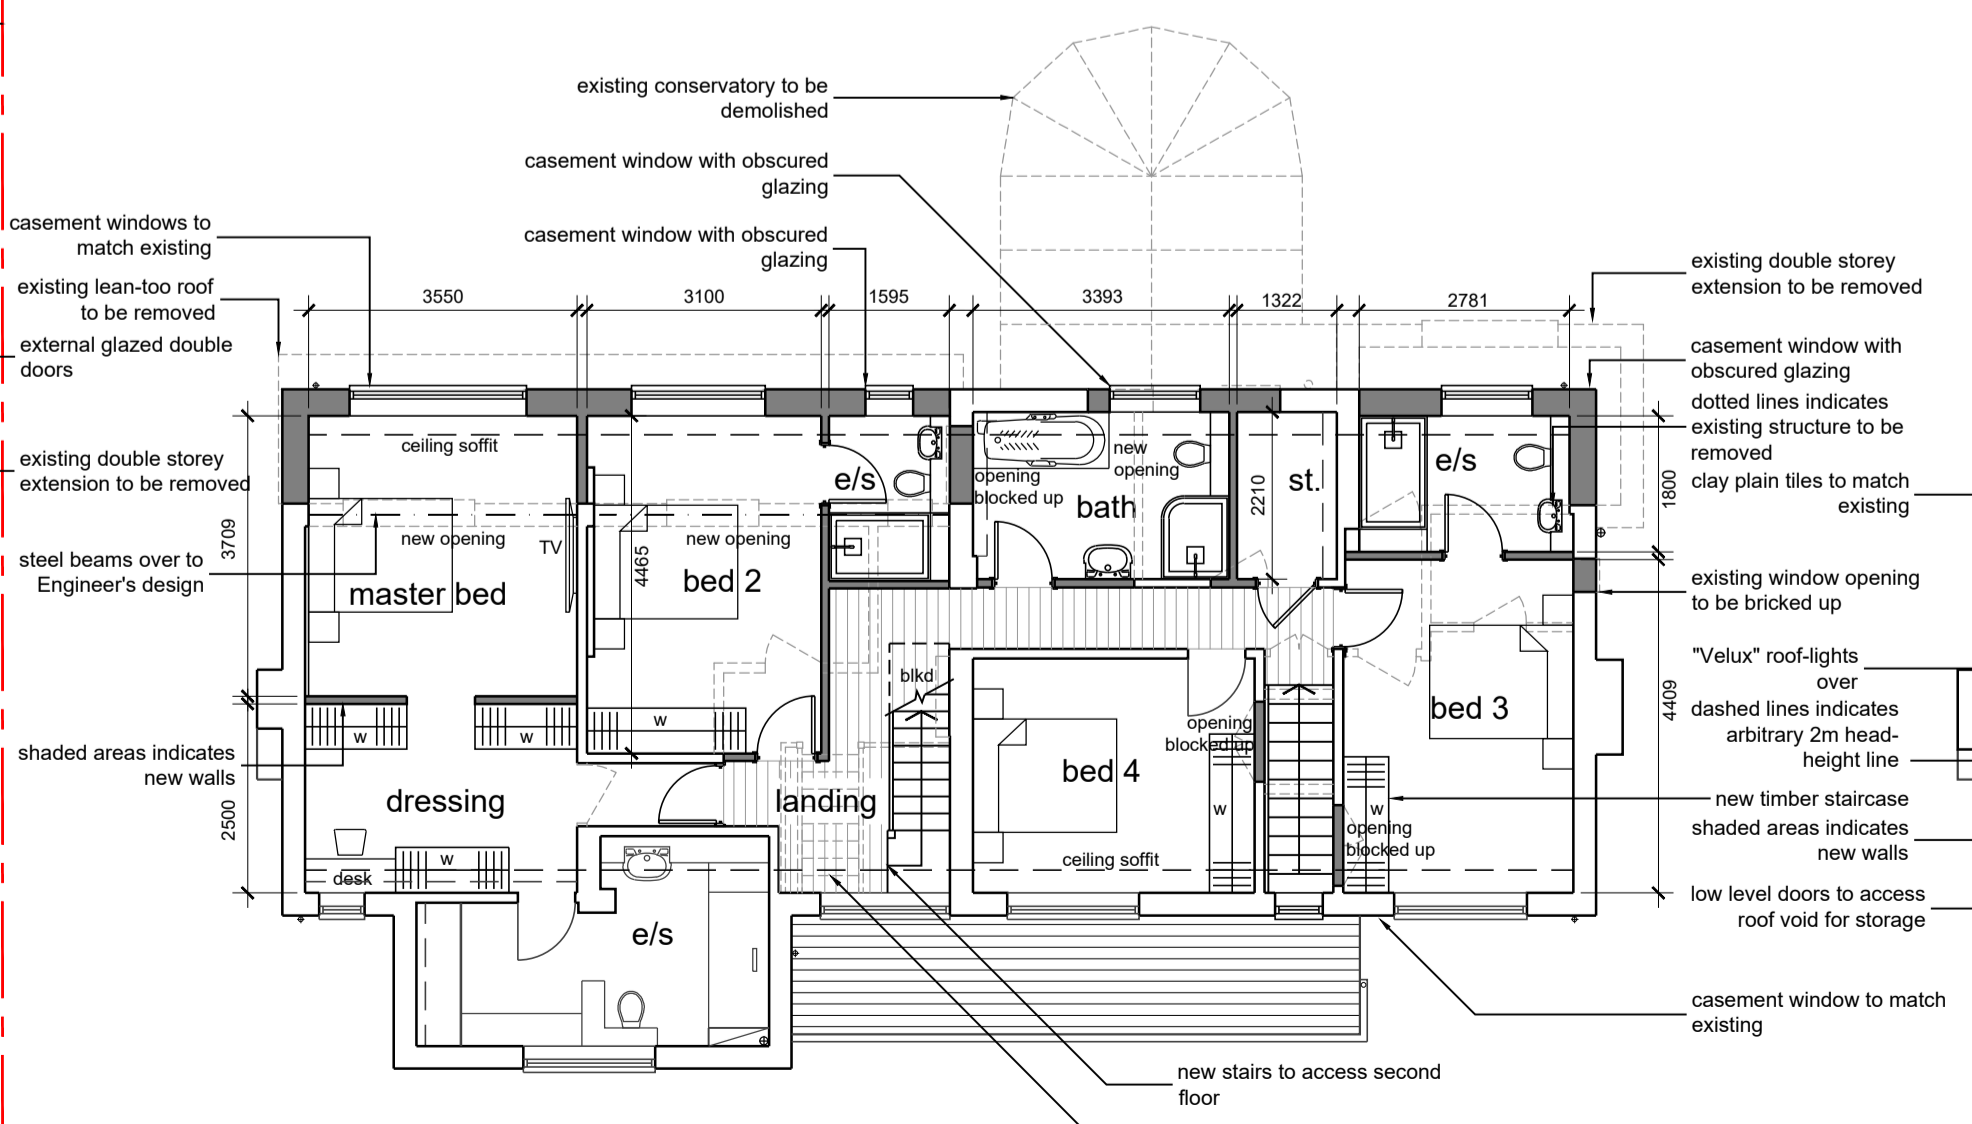 existing conservatory to be
demolished
casement window with obscured
glazing
casement windows to
match existing
casement window with obscured
glazing
existing lean-too roof
to be removed
external glazed double
doors
existing double storey
extension to be removed
steel beams over to
Engineer's design
shaded areas indicates
new walls
3550
3100
1595
3393
1322
2781
3709
2500
4465
2210
1800
4409
ceiling soffit
new opening
TV
master bed
new opening
bed 2
e/s
opening
blocked up
new
opening
bath
st.
e/s
w
w
w
blkd
dressing
landing
w
desk
e/s
bed 4
opening
blocked up
w
ceiling soffit
bed 3
w
opening
blocked up
existing double storey
extension to be removed
casement window with
obscured glazing
dotted lines indicates
existing structure to be
removed
clay plain tiles to match
existing
existing window opening
to be bricked up
"Velux" roof-lights
over
dashed lines indicates
arbitrary 2m head-
height line
new timber staircase
shaded areas indicates
new walls
low level doors to access
roof void for storage
casement window to match
existing
new stairs to access second
floor